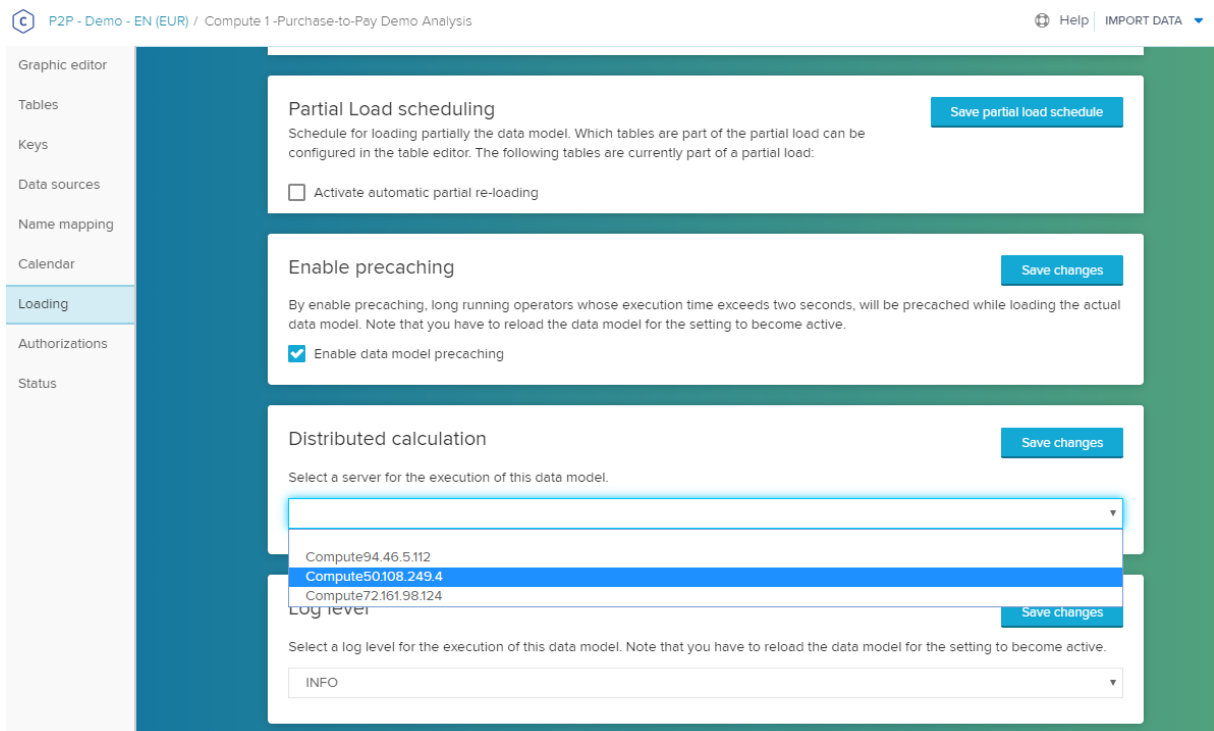 C P2P - Demo - EN (EUR) / Compute 1 -Purchase-to-Pay Demo Analysis
Help IMPORT DATA
Graphic editor
Tables
Keys
Data sources
Name mapping
Calendar
Loading
Authorizations
Status
Partial Load scheduling
Save partial load schedule
Schedule for loading partially the data model. Which tables are part of the partial load can be
configured in the table editor. The following tables are currently part of a partial load:
Activate automatic partial re-loading
Enable precaching
Save changes
By enable precaching, long running operators whose execution time exceeds two seconds, will be precached while loading the actual
data model. Note that you have to reload the data model for the setting to become active.
Enable data model precaching
Distributed calculation
Save changes
Select a server for the execution of this data model.
Compute94.46.5.112
Compute50.108.249.4
Compute72.161.98.124
Log level
Save changes
Select a log level for the execution of this data model. Note that you have to reload the data model for the setting to become active.
INFO